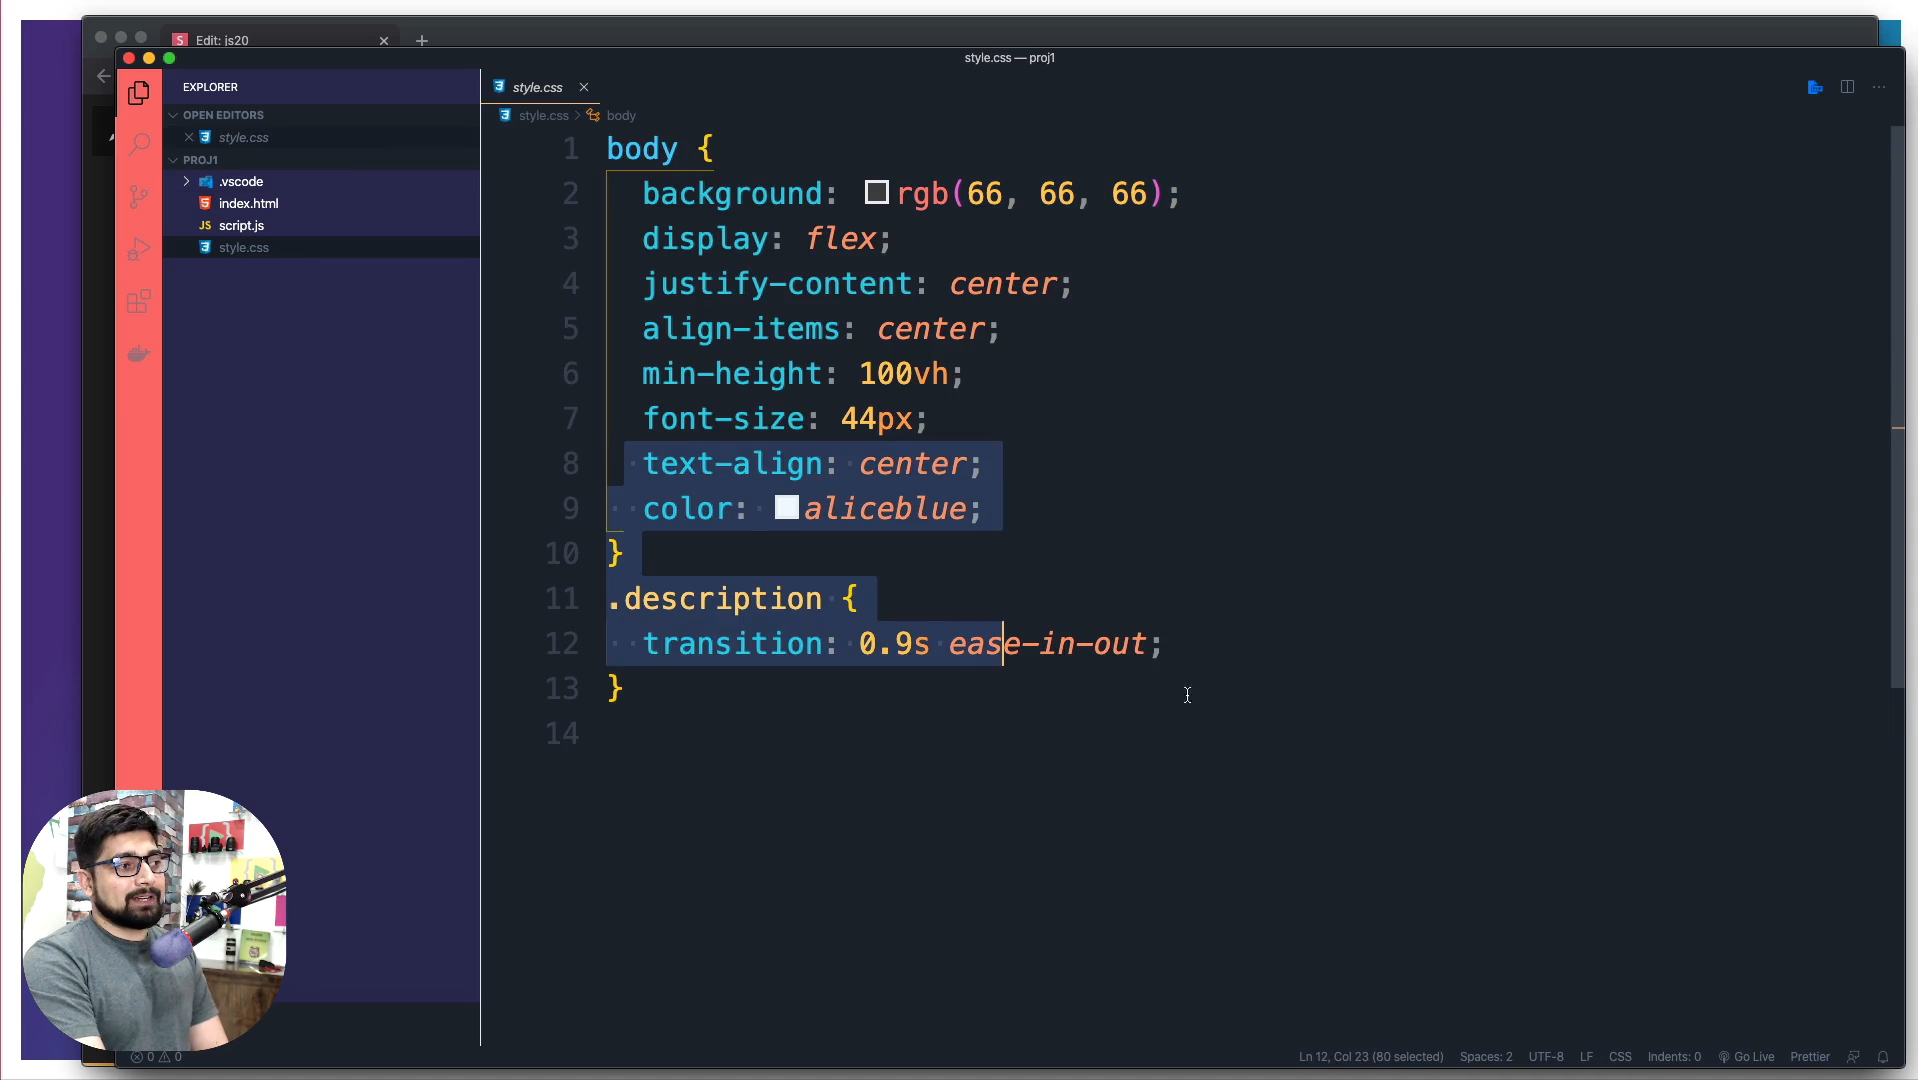 Edit: js20
style.css — proj1
EXPLORER
OPEN EDITORS
style.css
PROJ1
.vscode
index.html
JS script.js
style.css
style.css
style.css > body
1 body {
2 background: rgb(66, 66, 66);
3 display: flex;
4 justify-content: center;
5 align-items: center;
6 min-height: 100vh;
7 font-size: 44px;
8 text-align: center;
9 color: aliceblue;
10 }
11 .description {
12 transition: 0.9s ease-in-out;
13 }
14
0 0
Ln 12, Col 23 (80 selected) Spaces: 2 UTF-8 LF CSS Indents: 0 Go Live Prettier